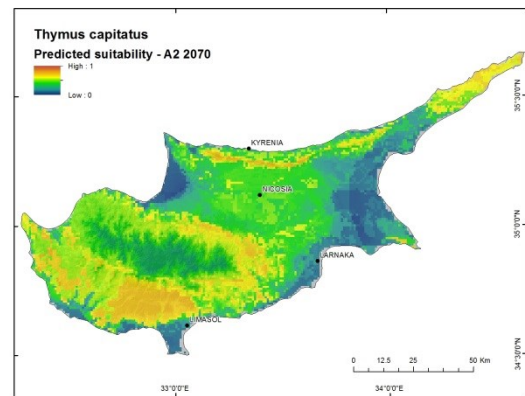 Thymus capitatus
Predicted suitability - A2 2070
High : 1
Low : 0
KYRENIA
NICOSIA
LARNAKA
LIMASOL
35°30'0"N
35°0'0"N
34°30'0"N
0 12.5 25 50 Km
33°0'0"E
34°0'0"E